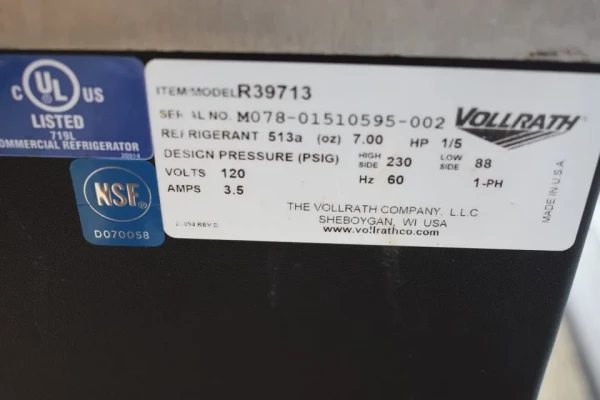 C UL US
LISTED
719L
COMMERCIAL REFRIGERATOR
NSF®
D070058
ITEM/MODEL R39713
SERIAL NO. M078-01510595-002
VOLLRATH
REFRIGERANT 513a (oz) 7.00 HP 1/5
DESIGN PRESSURE (PSIG) HIGH SIDE 230 LOW SIDE 88
VOLTS 120 Hz 60 1-PH
AMPS 3.5
MADE IN U.S.A.
THE VOLLRATH COMPANY, L.L.C
SHEBOYGAN, WI USA
www.vollrathco.com